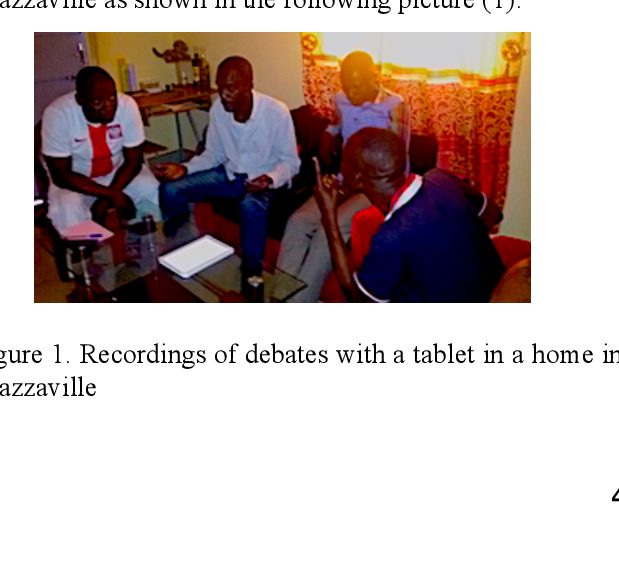 azzaville as shown in the following picture (1).
gure 1. Recordings of debates with a tablet in a home in
azzaville